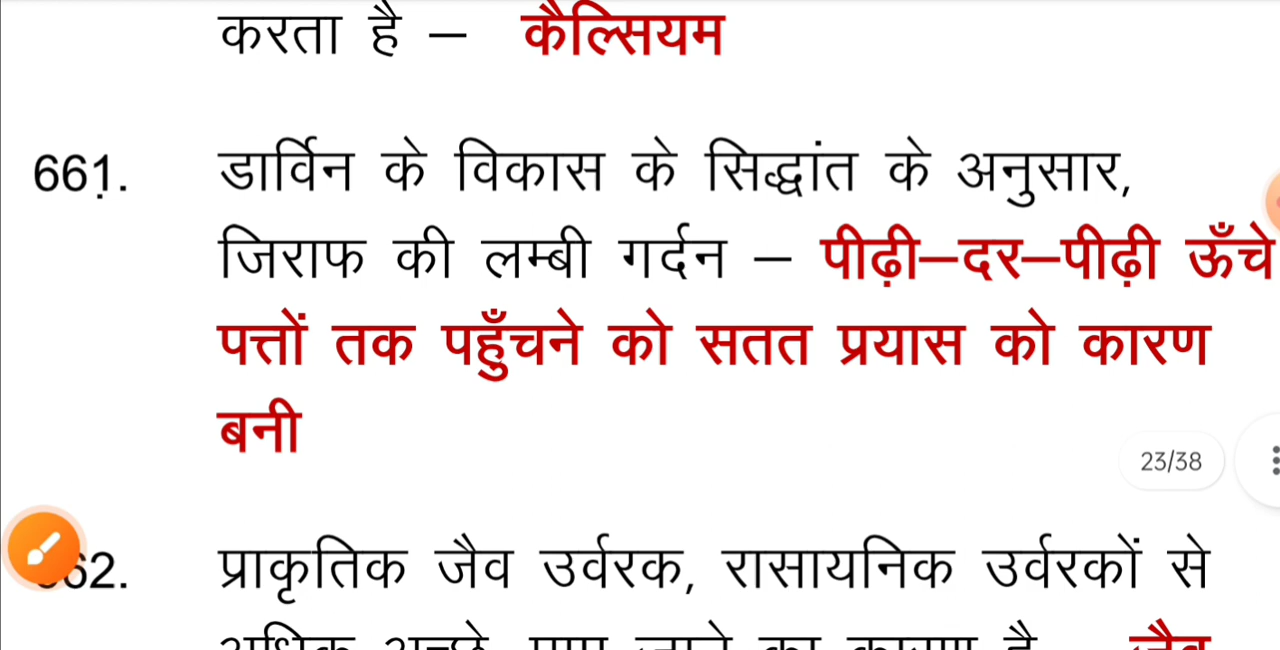 करता है – कैल्सियम
661. डार्विन के विकास के सिद्धांत के अनुसार,
जिराफ की लम्बी गर्दन – पीढ़ी–दर–पीढ़ी ऊँचे
पत्तों तक पहुँचने को सतत प्रयास को कारण
बनी
23/38
62. प्राकृतिक जैव उर्वरक, रासायनिक उर्वरकों से